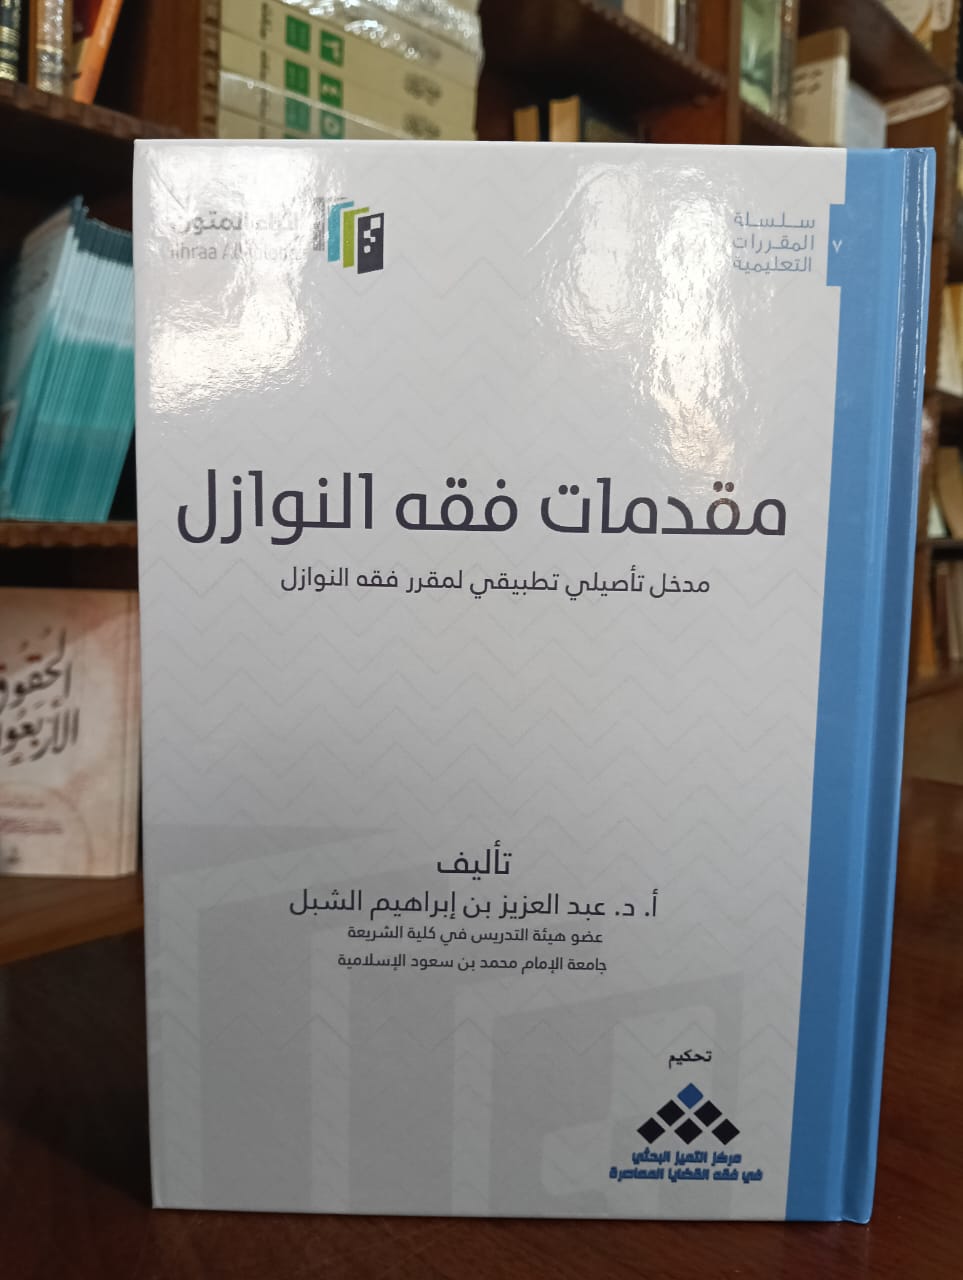 سلسلة
المقررات
التعليمية
٧
مقدمات فقه النوازل
مدخل تأصيلي تطبيقي لمقرر فقه النوازل
تأليف
أ. د. عبد العزيز بن إبراهيم الشبل
عضو هيئة التدريس في كلية الشريعة
جامعة الإمام محمد بن سعود الإسلامية
تحكيم
مركز التميز البحثي
في فقه القضايا المعاصرة
الحقوق